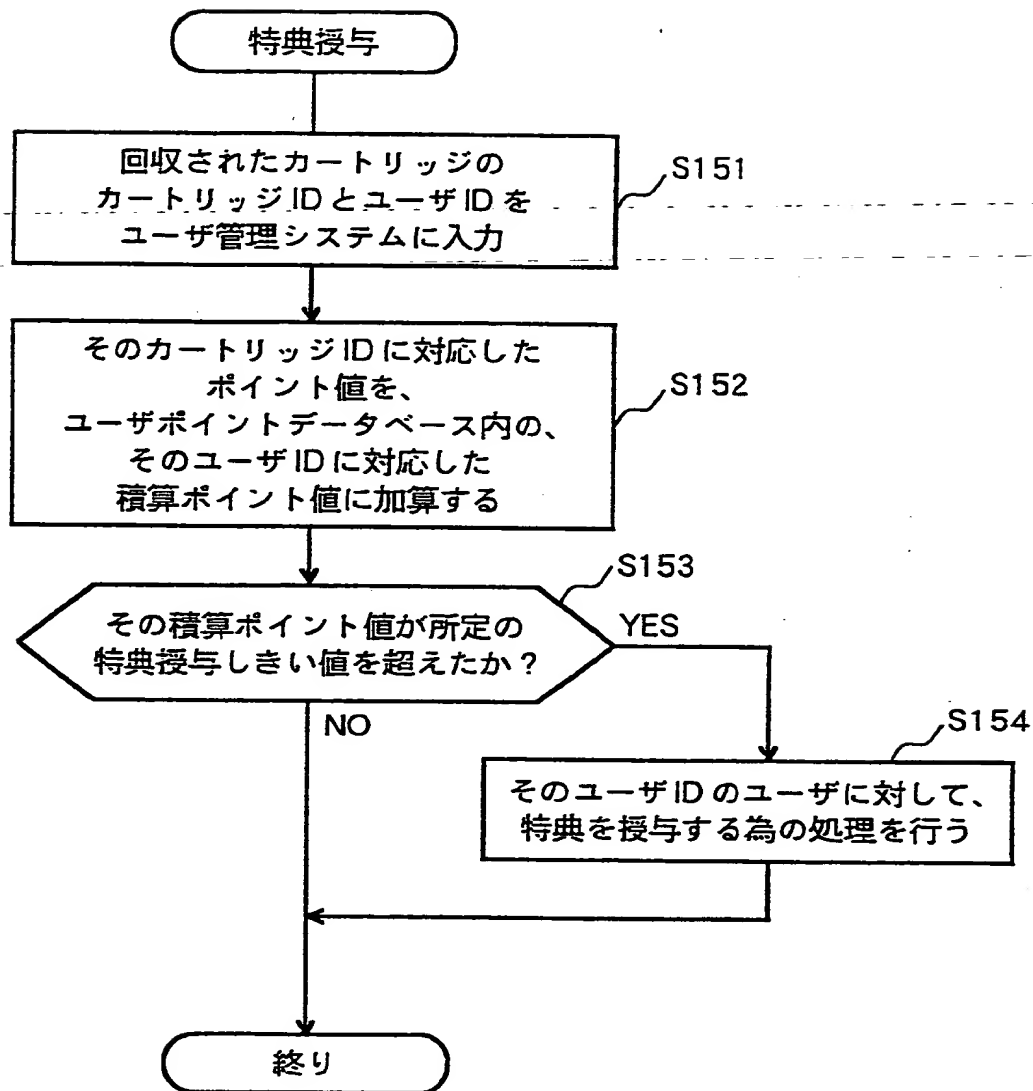 特典授与
回収されたカートリッジの
カートリッジIDとユーザIDを
ユーザ管理システムに入力
S151
そのカートリッジIDに対応した
ポイント値を、
ユーザポイントデータベース内の、
そのユーザIDに対応した
積算ポイント値に加算する
S152
その積算ポイント値が所定の
特典授与しきい値を超えたか？
S153
YES
NO
そのユーザIDのユーザに対して、
特典を授与する為の処理を行う
S154
終り